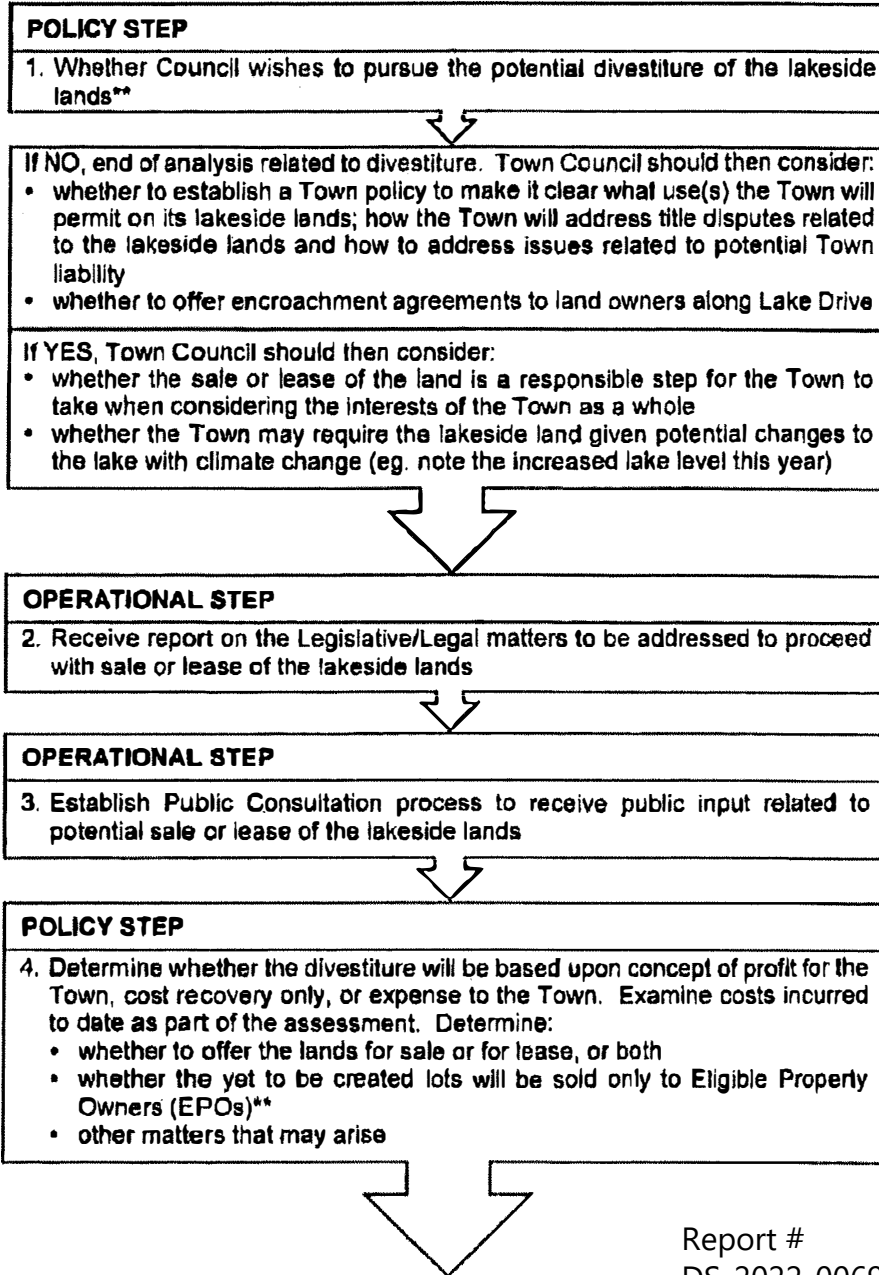 POLICY STEP
1. Whether Council wishes to pursue the potential divestiture of the lakeside
lands**
If NO, end of analysis related to divestiture. Town Council should then consider:
• whether to establish a Town policy to make it clear what use(s) the Town will
permit on its lakeside lands; how the Town will address title disputes related
to the lakeside lands and how to address issues related to potential Town
liability
• whether to offer encroachment agreements to land owners along Lake Drive
If YES, Town Council should then consider:
• whether the sale or lease of the land is a responsible step for the Town to
take when considering the interests of the Town as a whole
• whether the Town may require the lakeside land given potential changes to
the lake with climate change (eg. note the increased lake level this year)
OPERATIONAL STEP
2. Receive report on the Legislative/Legal matters to be addressed to proceed
with sale or lease of the lakeside lands
OPERATIONAL STEP
3. Establish Public Consultation process to receive public input related to
potential sale or lease of the lakeside lands
POLICY STEP
4. Determine whether the divestiture will be based upon concept of profit for the
Town, cost recovery only, or expense to the Town. Examine costs incurred
to date as part of the assessment. Determine:
• whether to offer the lands for sale or for lease, or both
• whether the yet to be created lots will be sold only to Eligible Property
Owners (EPOs)**
• other matters that may arise
Report #